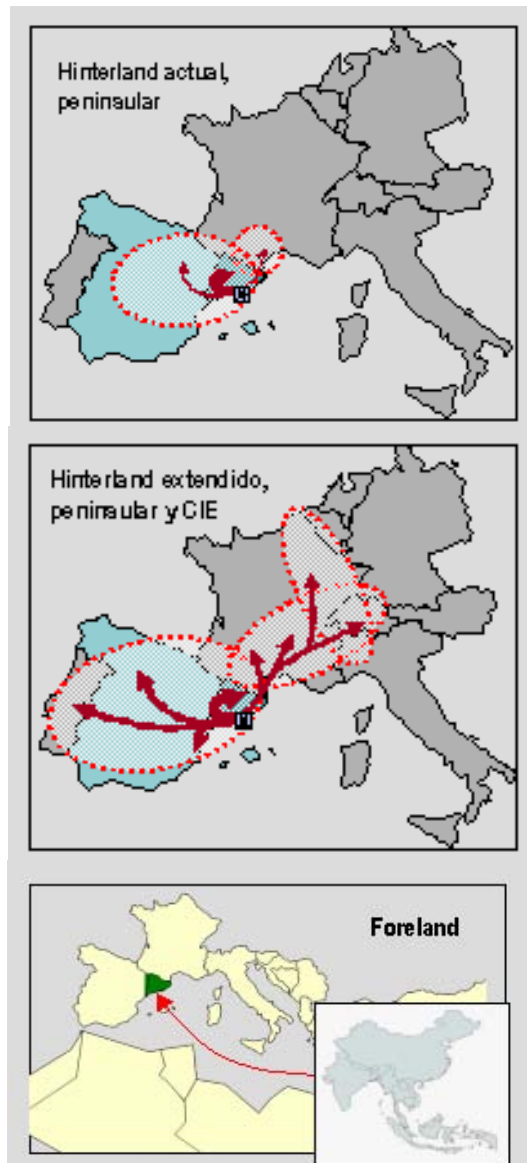 Hinterland actual,
peninsular
Hinterland extendido,
peninsular y CIE
Foreland